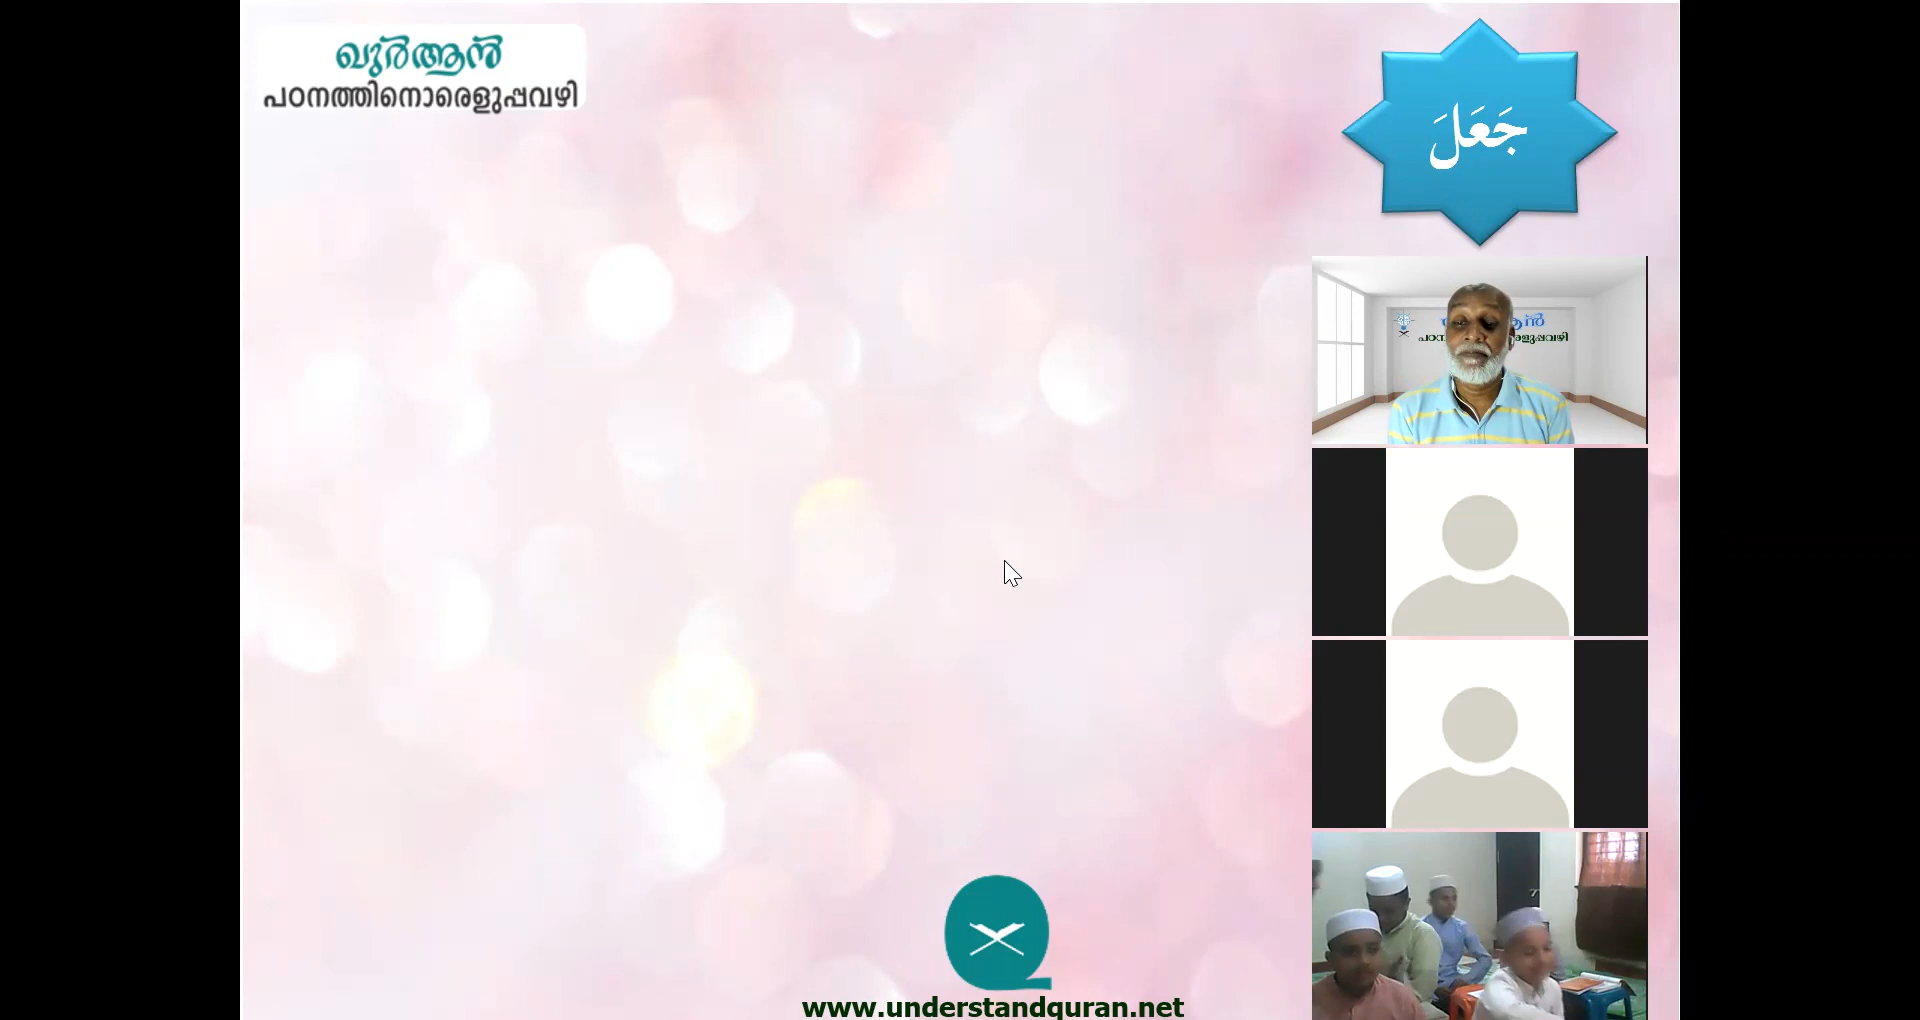 ഖുർആൻ
പഠനത്തിനൊരെളുപ്പവഴി
جَعَلَ
www.understandquran.net